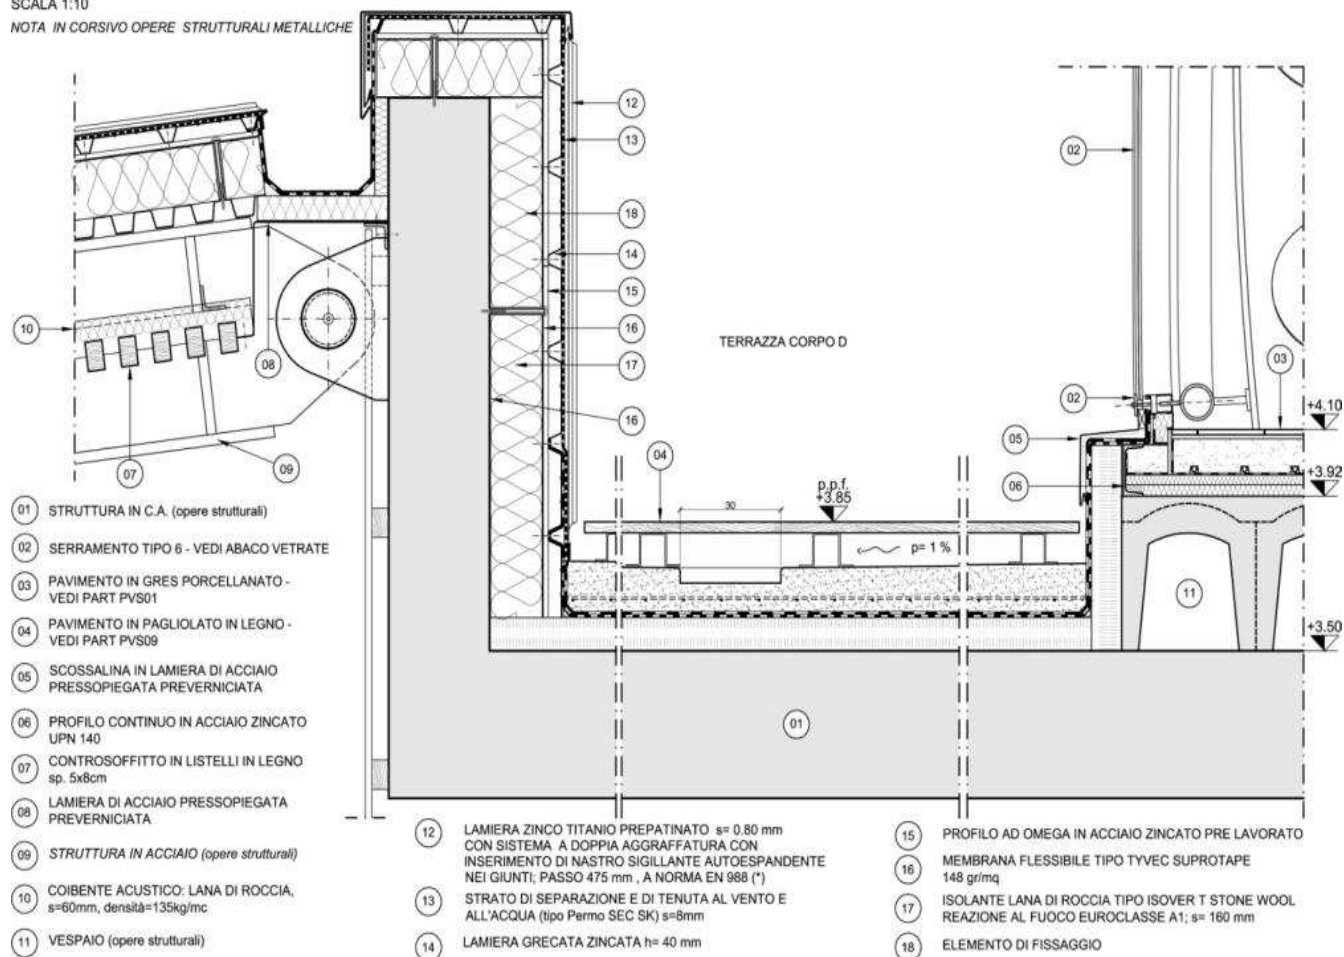 SCALA 1:10
NOTA IN CORSIVO OPERE STRUTTURALI METALLICHE
12
13
02
18
14
15
16
10
TERRAZZA CORPO D
03
08
17
02
+4.10
16
05
04
07
09
+3.92
06
p.p.f.
+3.85
30
p= 1 %
11
+3.50
01
01 STRUTTURA IN C.A. (opere strutturali)
02 SERRAMENTO TIPO 6 - VEDI ABACO VETRATE
03 PAVIMENTO IN GRES PORCELLANATO -
VEDI PART PVS01
04 PAVIMENTO IN PAGLIOLATO IN LEGNO -
VEDI PART PVS09
05 SCOSSALINA IN LAMIERA DI ACCIAIO
PRESSOPIEGATA PREVERNICIATA
06 PROFILO CONTINUO IN ACCIAIO ZINCATO
UPN 140
07 CONTROSOFFITTO IN LISTELLI IN LEGNO
sp. 5x8cm
08 LAMIERA DI ACCIAIO PRESSOPIEGATA
PREVERNICIATA
09 STRUTTURA IN ACCIAIO (opere strutturali)
10 COIBENTE ACUSTICO: LANA DI ROCCIA,
s=60mm, densità=135kg/mc
11 VESPAIO (opere strutturali)
12 LAMIERA ZINCO TITANIO PREPATINATO s= 0.80 mm
CON SISTEMA A DOPPIA AGGRAFFATURA CON
INSERIMENTO DI NASTRO SIGILLANTE AUTOESPANDENTE
NEI GIUNTI; PASSO 475 mm , A NORMA EN 988 (*)
13 STRATO DI SEPARAZIONE E DI TENUTA AL VENTO E
ALL'ACQUA (tipo Permo SEC SK) s=8mm
14 LAMIERA GRECATA ZINCATA h= 40 mm
15 PROFILO AD OMEGA IN ACCIAIO ZINCATO PRE LAVORATO
16 MEMBRANA FLESSIBILE TIPO TYVEC SUPROTAPE
148 gr/mq
17 ISOLANTE LANA DI ROCCIA TIPO ISOVER T STONE WOOL
REAZIONE AL FUOCO EUROCLASSE A1; s= 160 mm
18 ELEMENTO DI FISSAGGIO